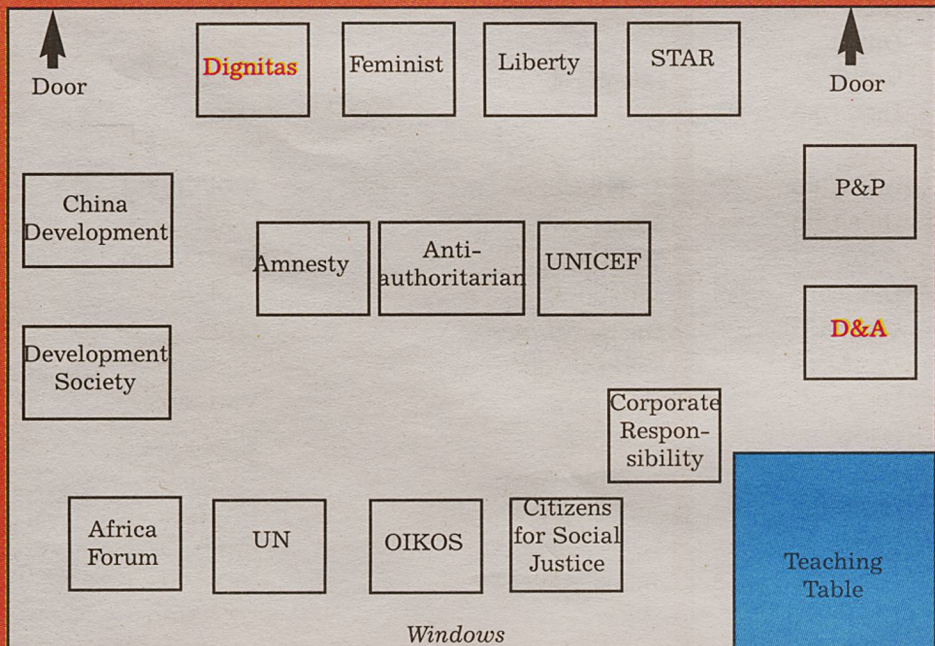 Door
Dignitas
Feminist
Liberty
STAR
Door
China
Development
P&P
Amnesty
Anti-
authoritarian
UNICEF
D&A
Development
Society
Corporate
Respon-
sibility
Africa
Forum
UN
OIKOS
Citizens
for Social
Justice
Teaching
Table
Windows